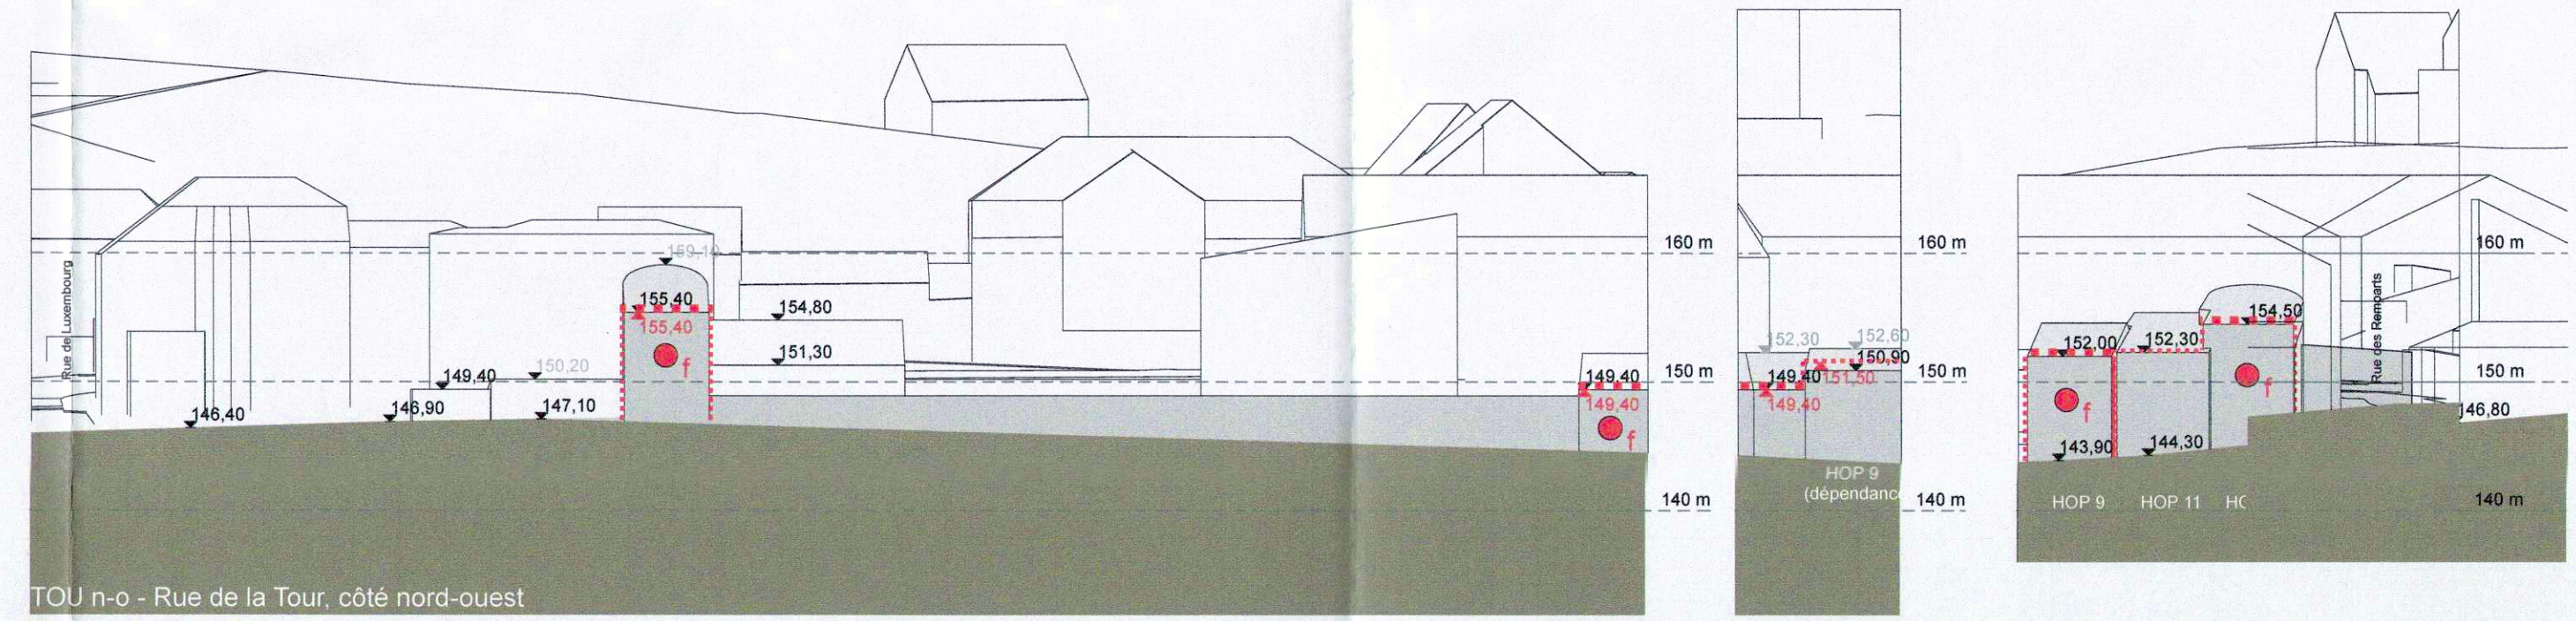 Rue de Luxembourg
146,40
146,90
149,40
150,20
147,10
159,10
155,40
155,40
f
154,80
151,30
149,40
149,40
f
160 m
150 m
140 m
TOU n-o - Rue de la Tour, côté nord-ouest
152,30
152,60
150,90
149,40
151,50
149,40
HOP 9
(dépendance
160 m
150 m
140 m
152,00
152,30
154,50
f
f
143,90
144,30
HOP 9
HOP 11
Rue des Remparts
160 m
150 m
146,80
140 m